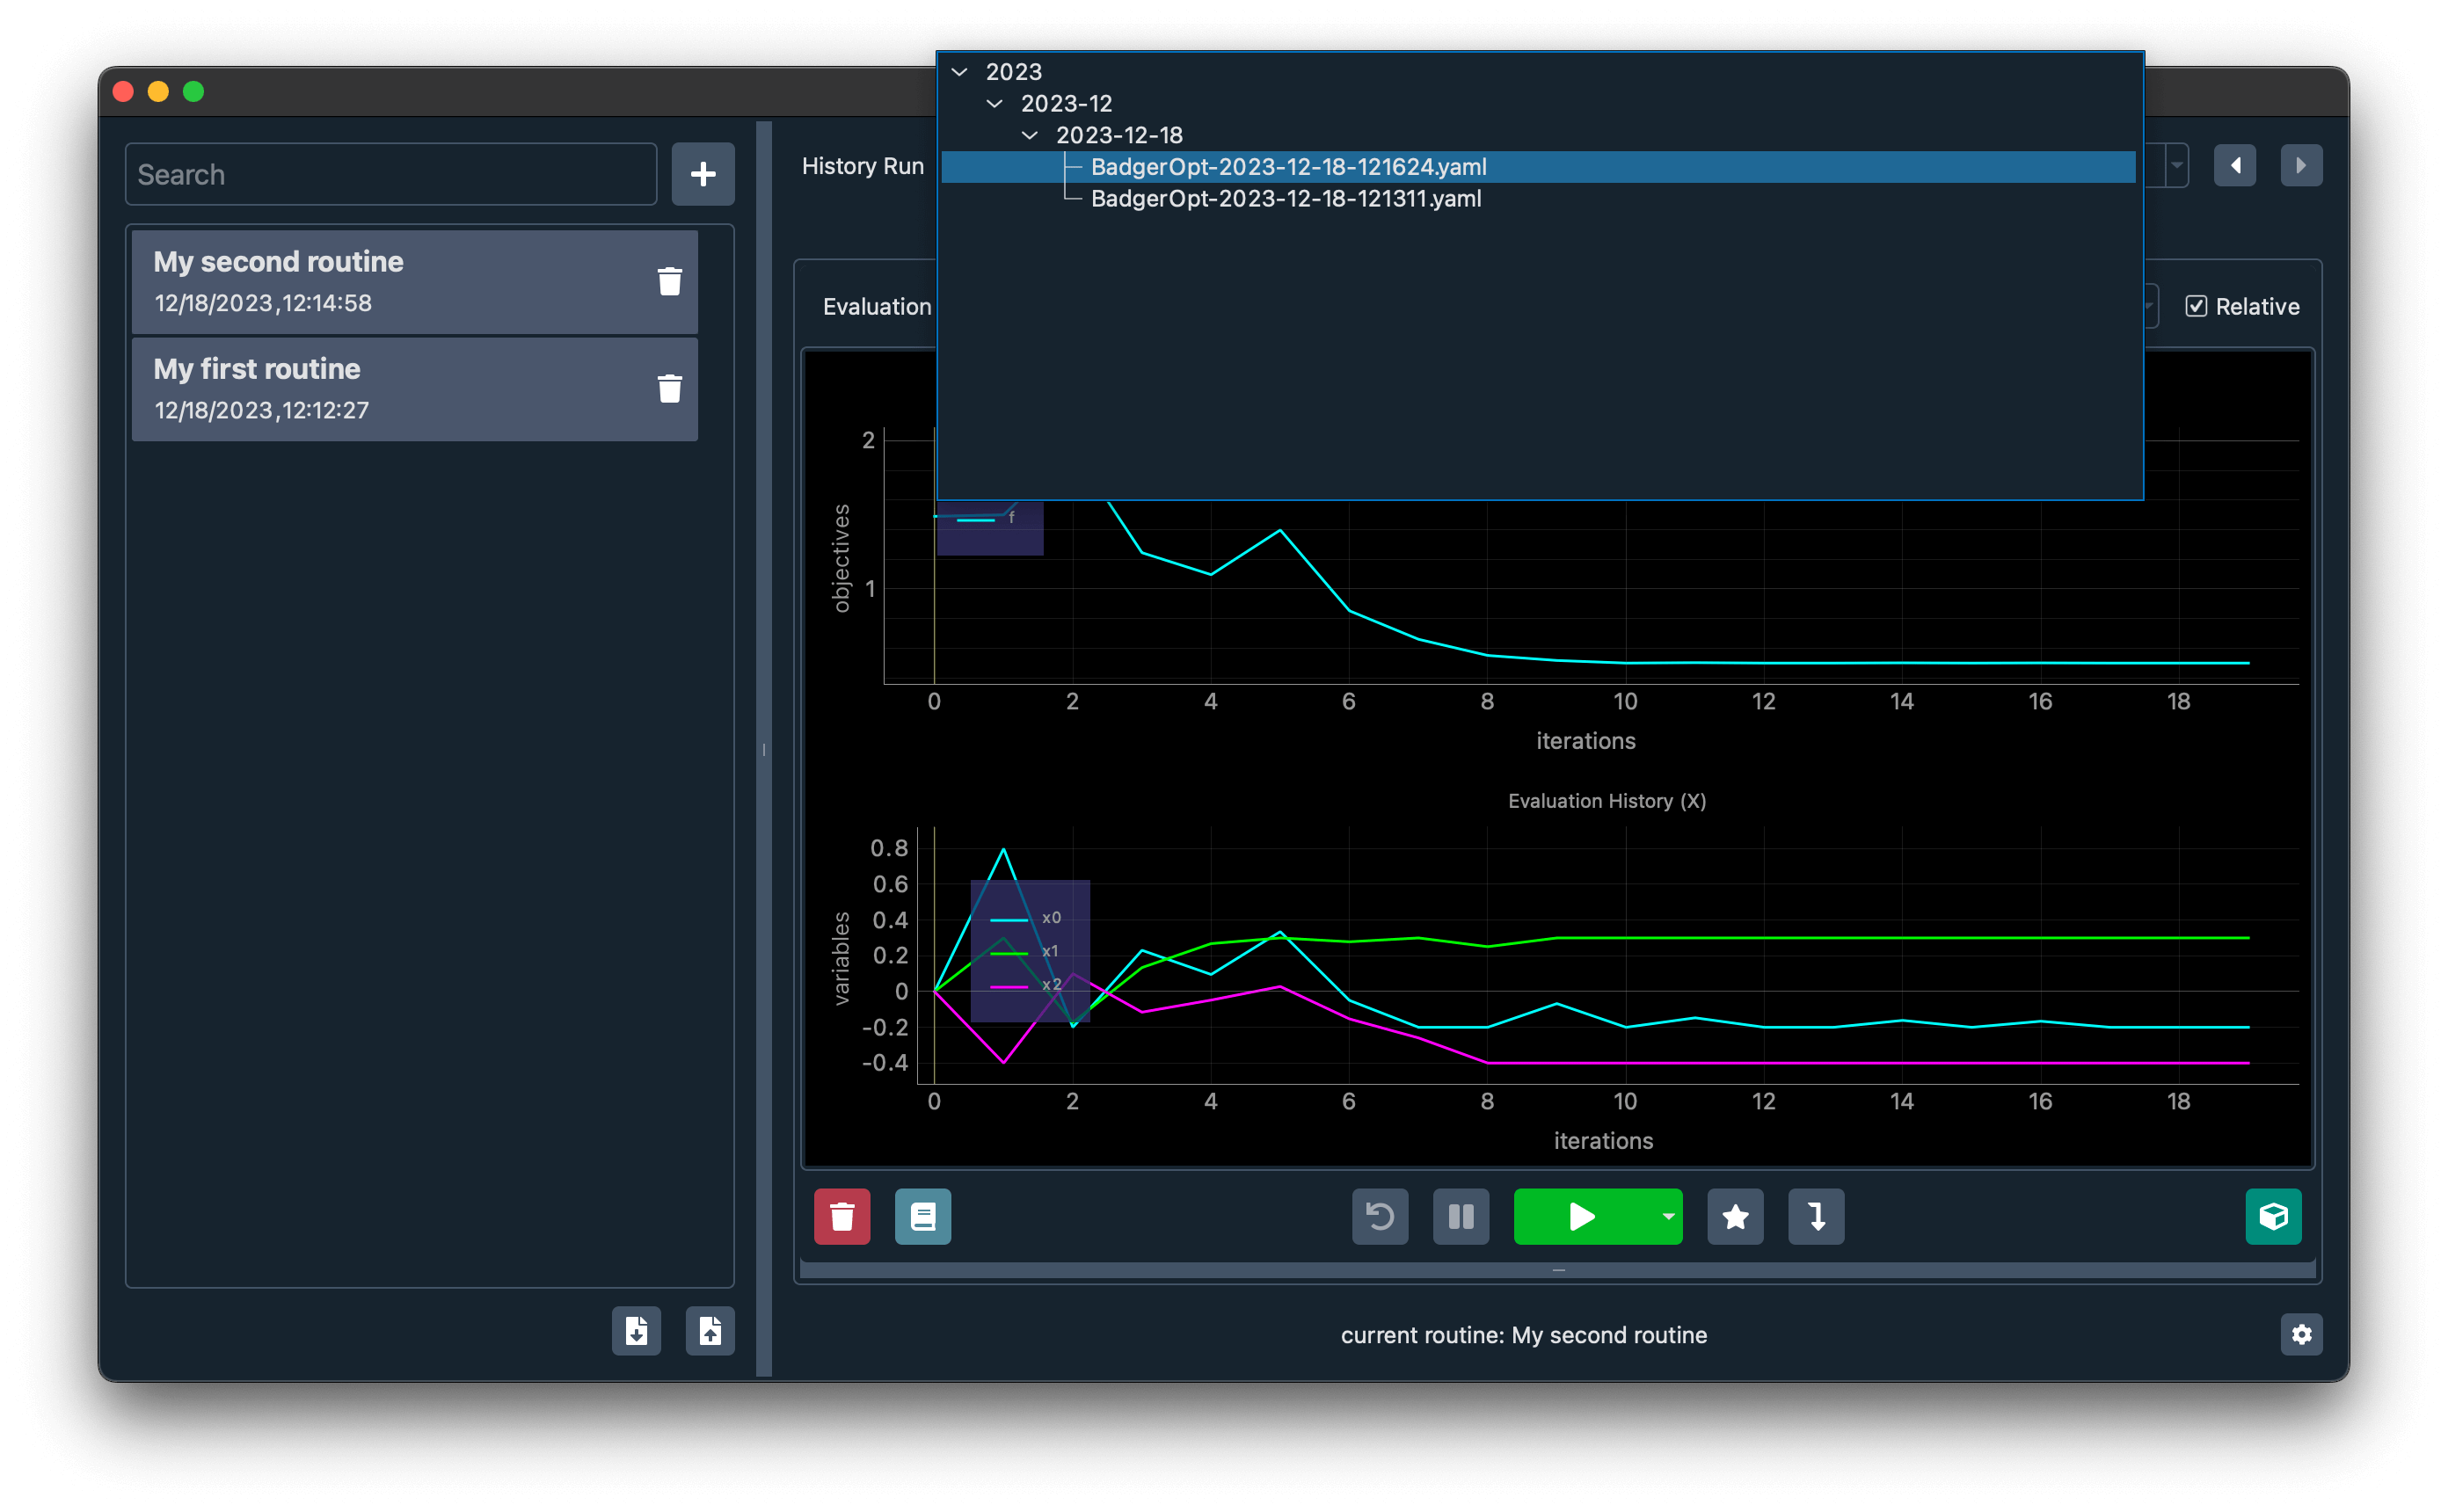 Search
My second routine
12/18/2023,12:14:58
My first routine
12/18/2023,12:12:27
History Run
2023
2023-12
2023-12-18
BadgerOpt-2023-12-18-121624.yaml
BadgerOpt-2023-12-18-121311.yaml
Evaluation
Relative
2
1
objectives
f
0 2 4 6 8 10 12 14 16 18
iterations
Evaluation History (X)
0.8
0.6
0.4
0.2
0
-0.2
-0.4
variables
x0
x1
x2
0 2 4 6 8 10 12 14 16 18
iterations
current routine: My second routine